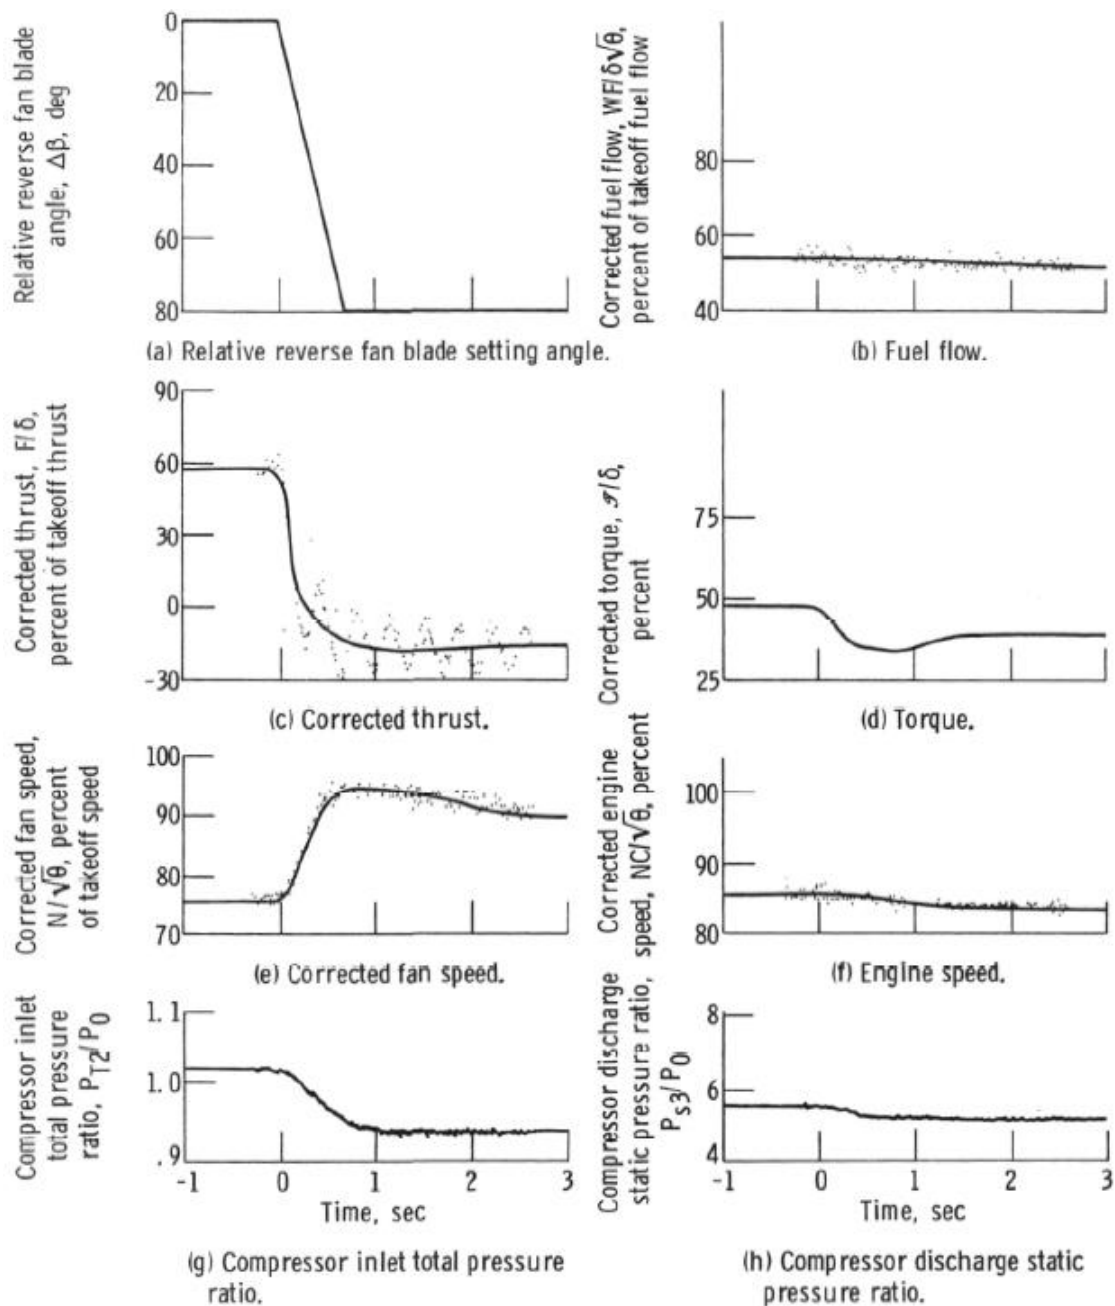 Relative reverse fan blade
angle, Δβ, deg
0
20
40
60
80
(a) Relative reverse fan blade setting angle.
Corrected fuel flow, WF/δ√θ,
percent of takeoff fuel flow
80
60
40
(b) Fuel flow.
Corrected thrust, F/δ,
percent of takeoff thrust
90
60
30
0
-30
(c) Corrected thrust.
Corrected torque, 𝒯/δ,
percent
75
50
25
(d) Torque.
Corrected fan speed,
N/√θ, percent
of takeoff speed
100
90
80
70
(e) Corrected fan speed.
Corrected engine
speed, NC/√θ, percent
100
90
80
(f) Engine speed.
Compressor inlet
total pressure
ratio, PT2/P0
1.1
1.0
.9
-1 0 1 2 3
Time, sec
(g) Compressor inlet total pressure
ratio.
Compressor discharge
static pressure ratio,
Ps3/P0
8
6
4
-1 0 1 2 3
Time, sec
(h) Compressor discharge static
pressure ratio.